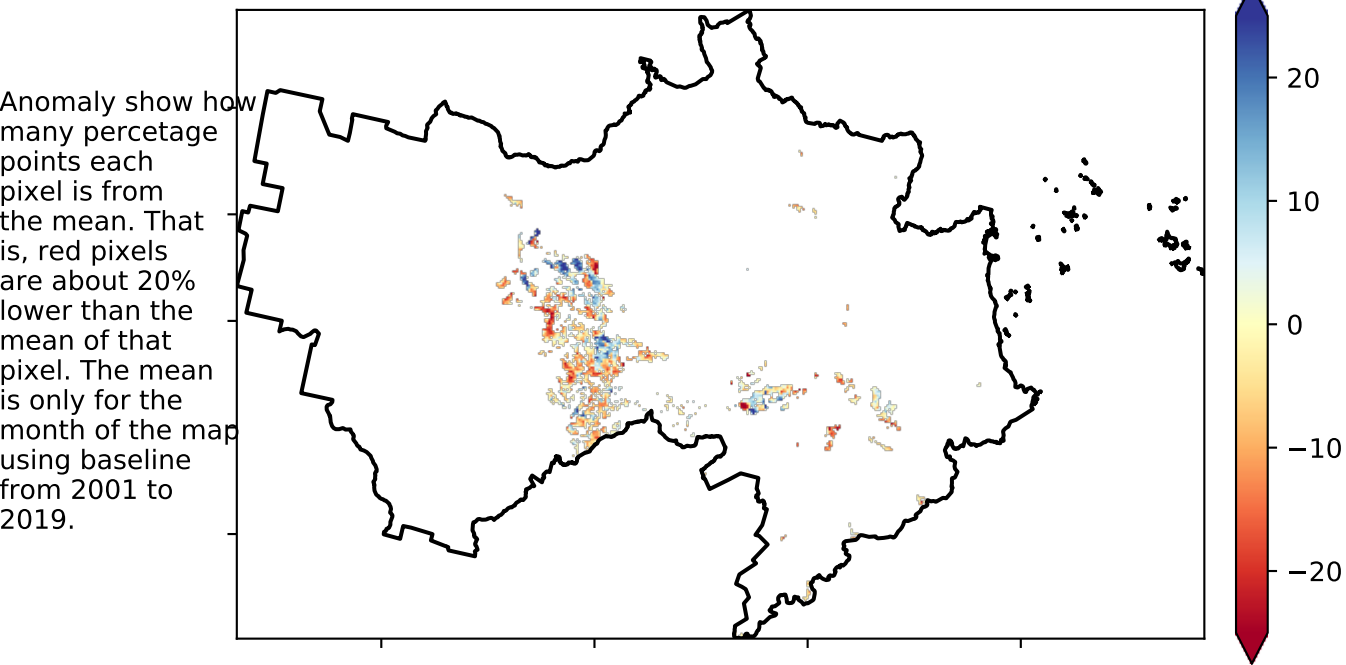 Anomaly show how
many percetage
points each
pixel is from
the mean. That
is, red pixels
are about 20%
lower than the
mean of that
pixel. The mean
is only for the
month of the map
using baseline
from 2001 to
2019.
20
10
0
−10
−20